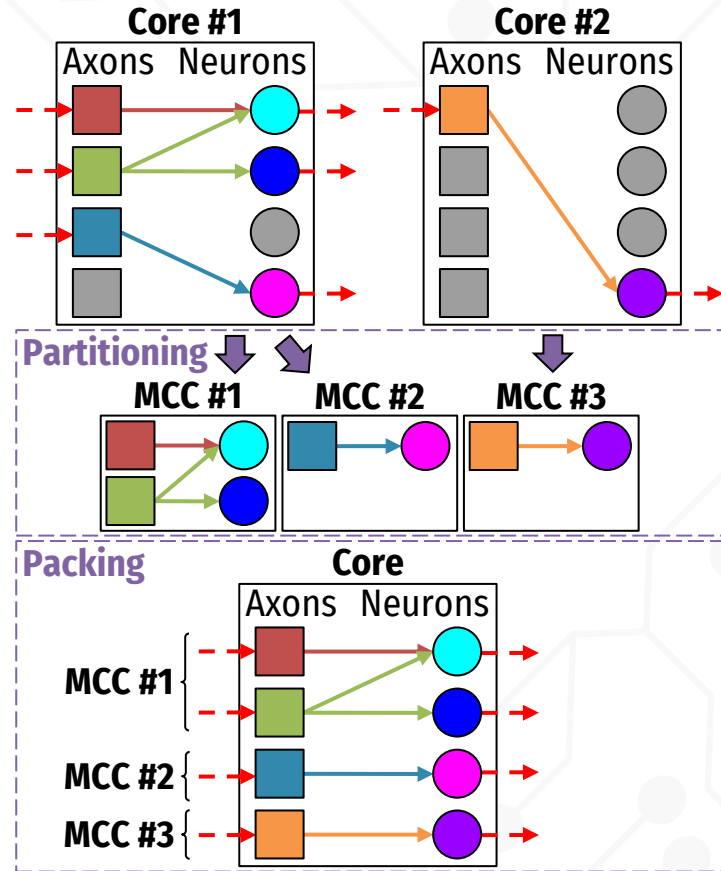 Core #1
Core #2
Axons Neurons
Axons Neurons
Partitioning
MCC #1
MCC #2
MCC #3
Packing
Core
Axons Neurons
MCC #1
MCC #2
MCC #3